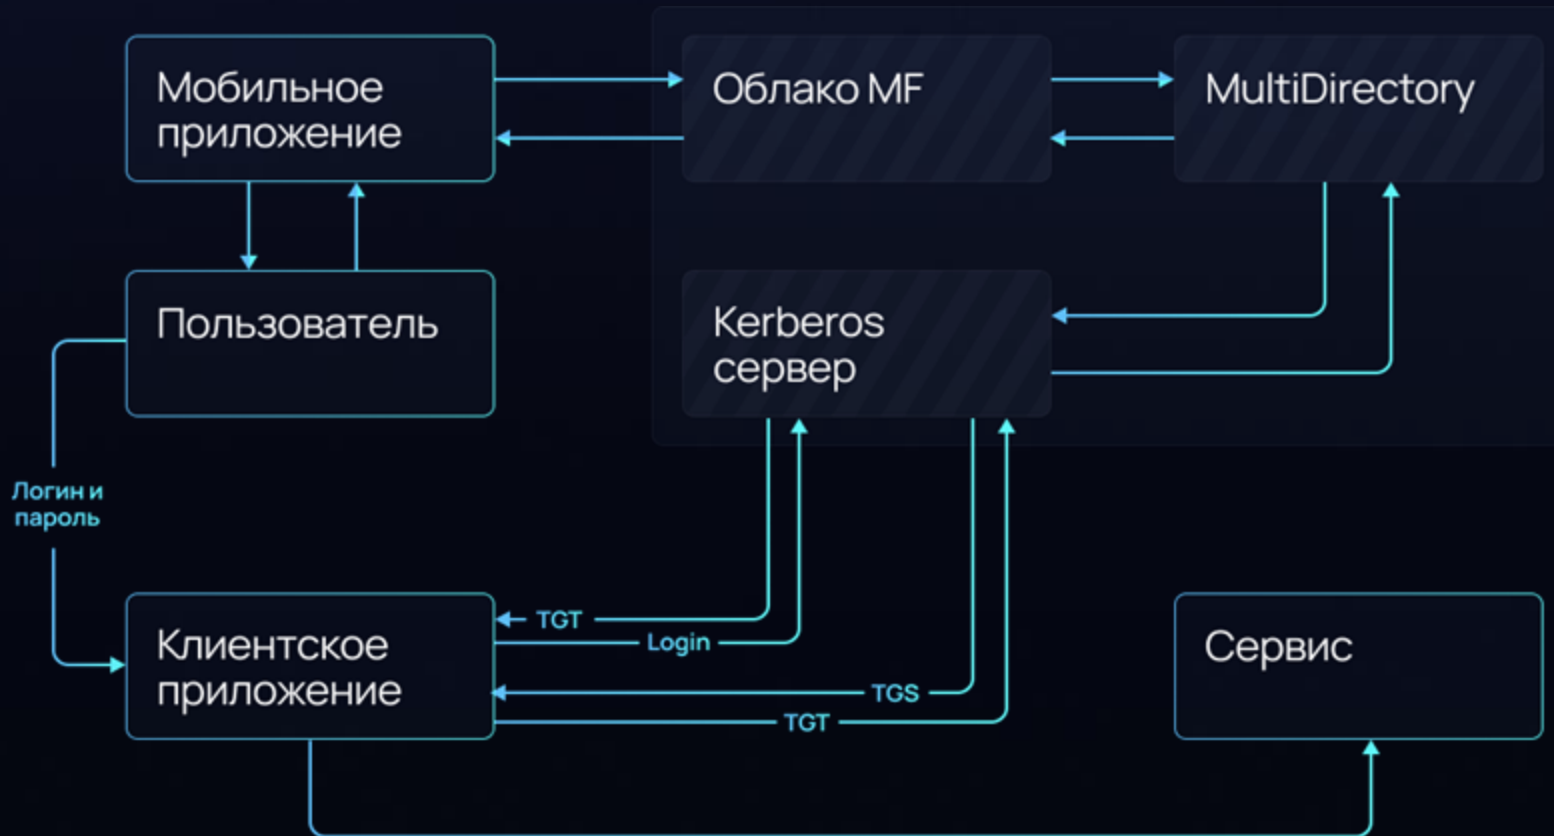 Мобильное
приложение
Облако MF
MultiDirectory
Пользователь
Kerberos
сервер
Логин и
пароль
Клиентское
приложение
TGT
Login
TGS
TGT
Сервис